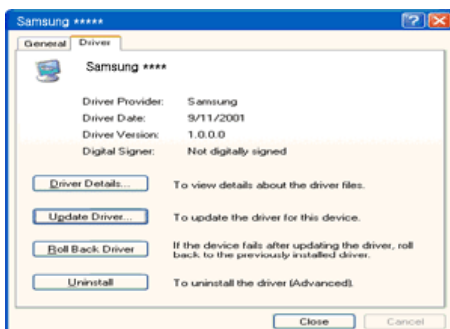 Samsung *****
General Driver
Samsung ****
Driver Provider: Samsung
Driver Date: 9/11/2001
Driver Version: 1.0.0.0
Digital Signer: Not digitally signed
Driver Details... To view details about the driver files.
Update Driver... To update the driver for this device.
Roll Back Driver If the device fails after updating the driver, roll
back to the previously installed driver.
Uninstall To uninstall the driver (Advanced).
Close Cancel